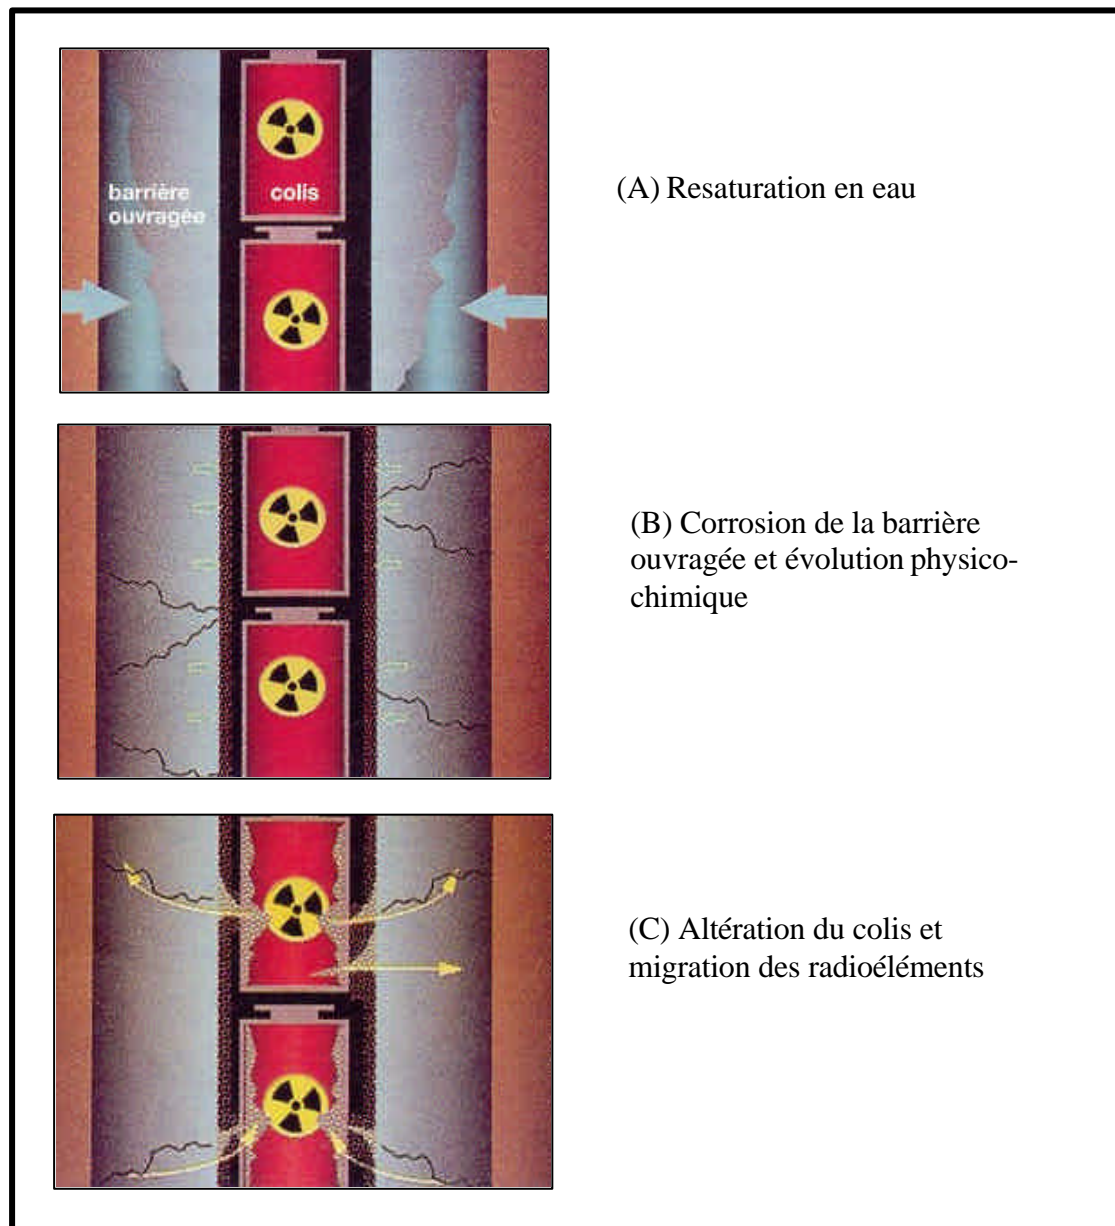 barrière
ouvragée
colis
(A) Resaturation en eau
(B) Corrosion de la barrière
ouvragée et évolution physico-
chimique
(C) Altération du colis et
migration des radioéléments